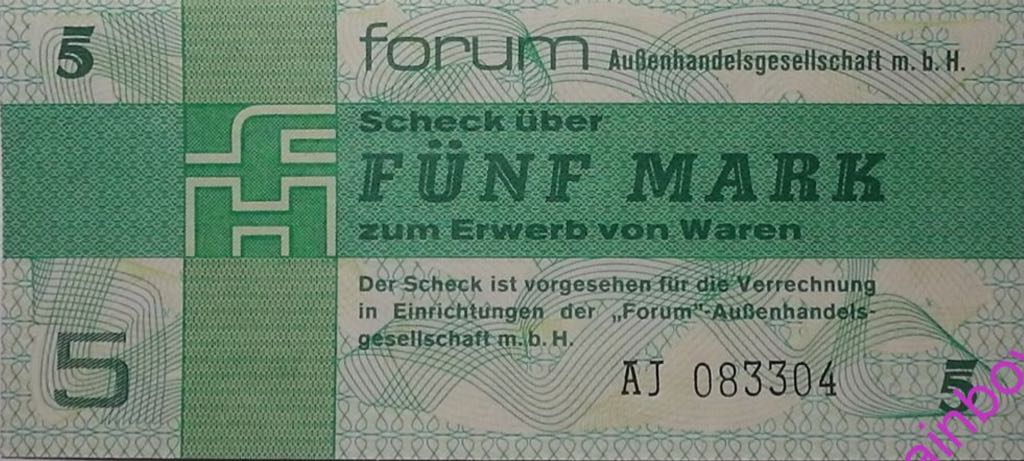 5
forum Außenhandelsgesellschaft m. b. H.
Scheck über
FÜNF MARK
zum Erwerb von Waren
Der Scheck ist vorgesehen für die Verrechnung
in Einrichtungen der „Forum"-Außenhandels-
gesellschaft m. b. H.
5
AJ 083304
5